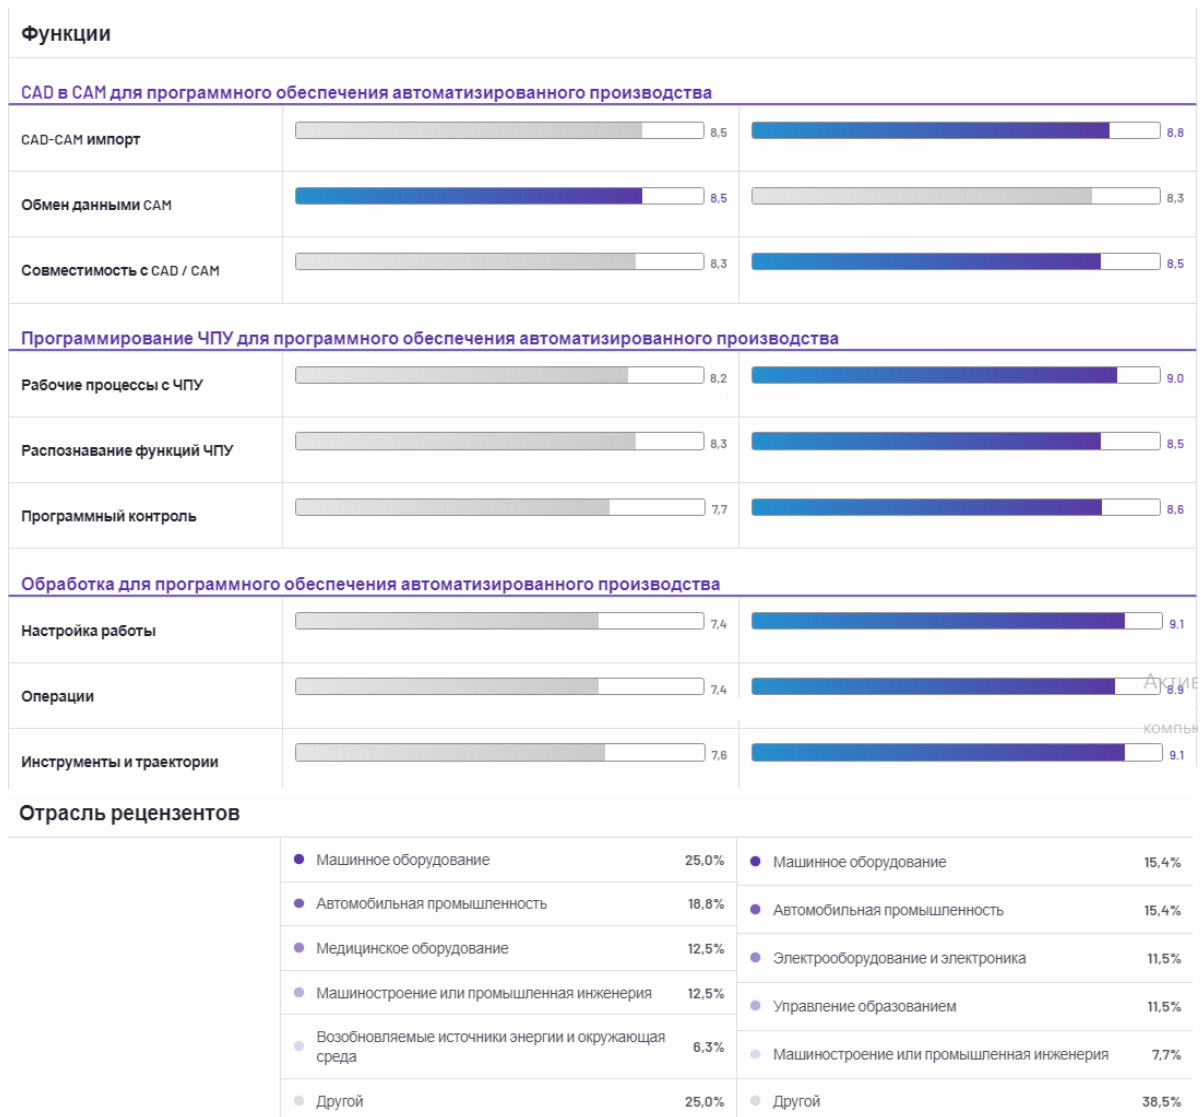 Функции
CAD в CAM для программного обеспечения автоматизированного производства
CAD-CAM импорт 8,5 8,8
Обмен данными CAM 8,5 8,3
Совместимость с CAD / CAM 8,3 8,5
Программирование ЧПУ для программного обеспечения автоматизированного производства
Рабочие процессы с ЧПУ 8,2 9.0
Распознавание функций ЧПУ 8,3 8,5
Программный контроль 7,7 8,6
Обработка для программного обеспечения автоматизированного производства
Настройка работы 7,4 9.1
Операции 7,4 8.9
Актив
компью
Инструменты и траектории 7,6 9.1
Отрасль рецензентов
Машинное оборудование 25,0%
Автомобильная промышленность 18,8%
Медицинское оборудование 12,5%
Машиностроение или промышленная инженерия 12,5%
Возобновляемые источники энергии и окружающая
среда 6,3%
Другой 25,0%
Машинное оборудование 15,4%
Автомобильная промышленность 15,4%
Электрооборудование и электроника 11,5%
Управление образованием 11,5%
Машиностроение или промышленная инженерия 7,7%
Другой 38,5%